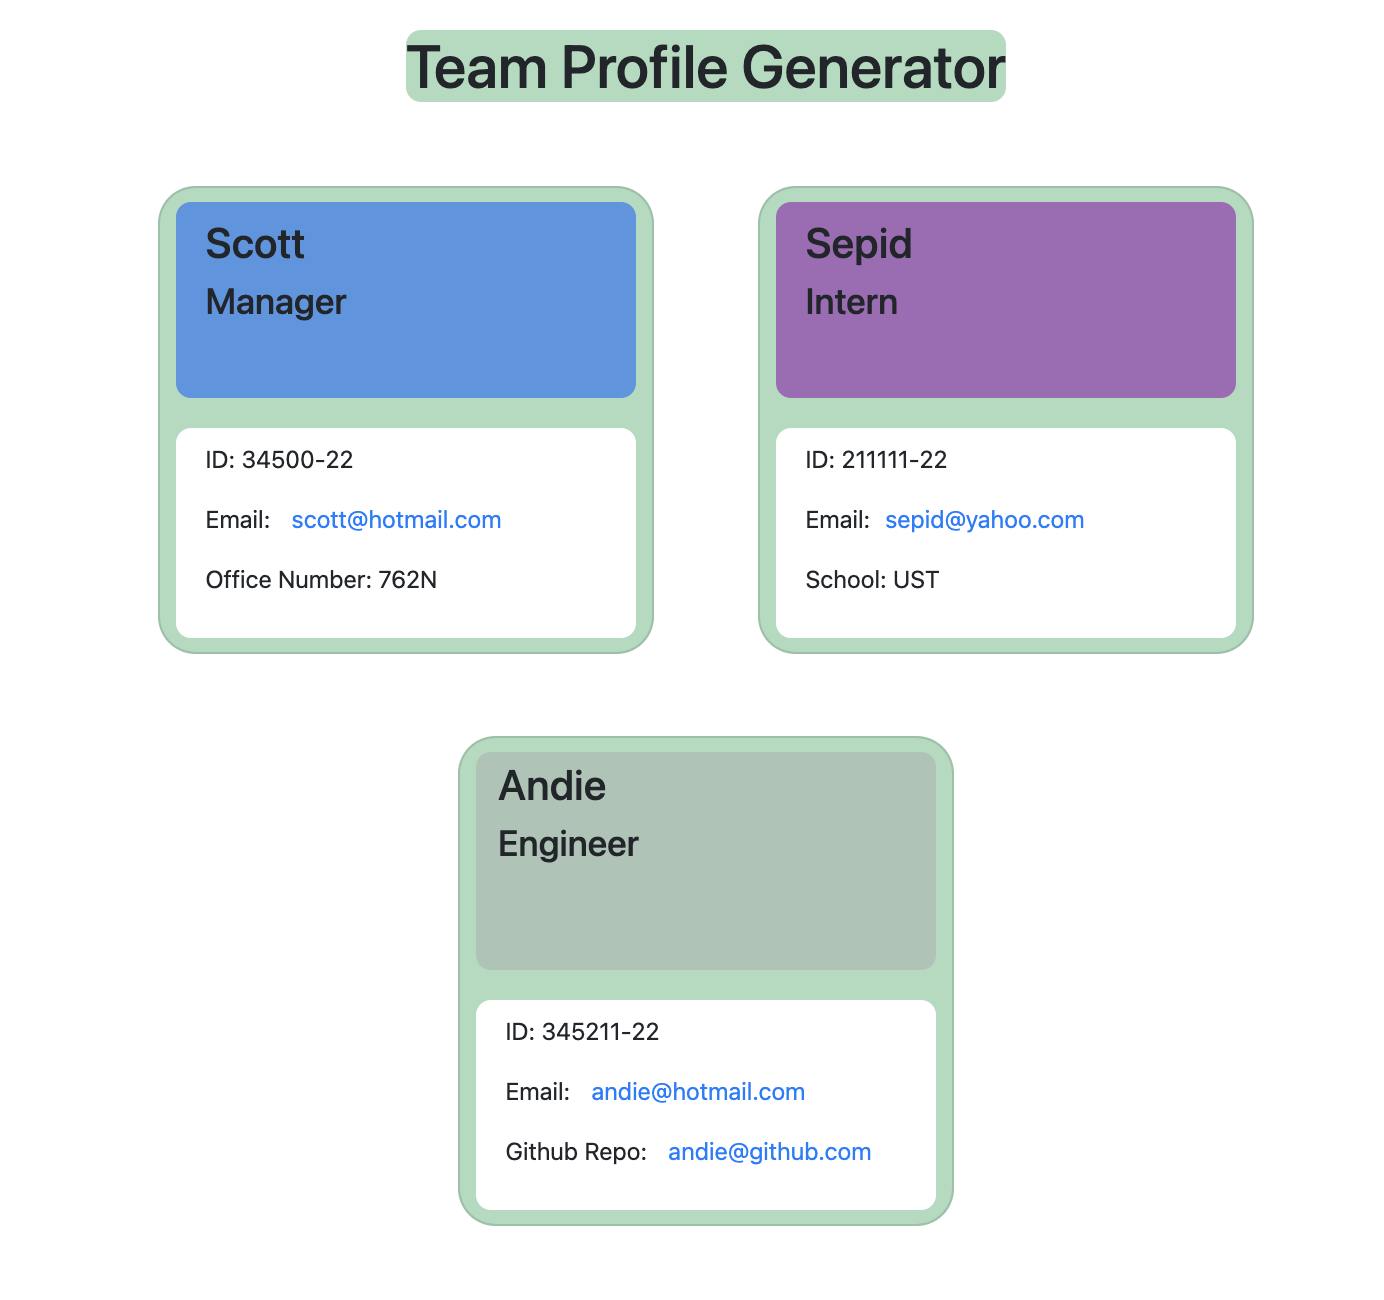 Team Profile Generator
Scott
Manager
ID: 34500-22
Email: scott@hotmail.com
Office Number: 762N
Sepid
Intern
ID: 211111-22
Email: sepid@yahoo.com
School: UST
Andie
Engineer
ID: 345211-22
Email: andie@hotmail.com
Github Repo: andie@github.com